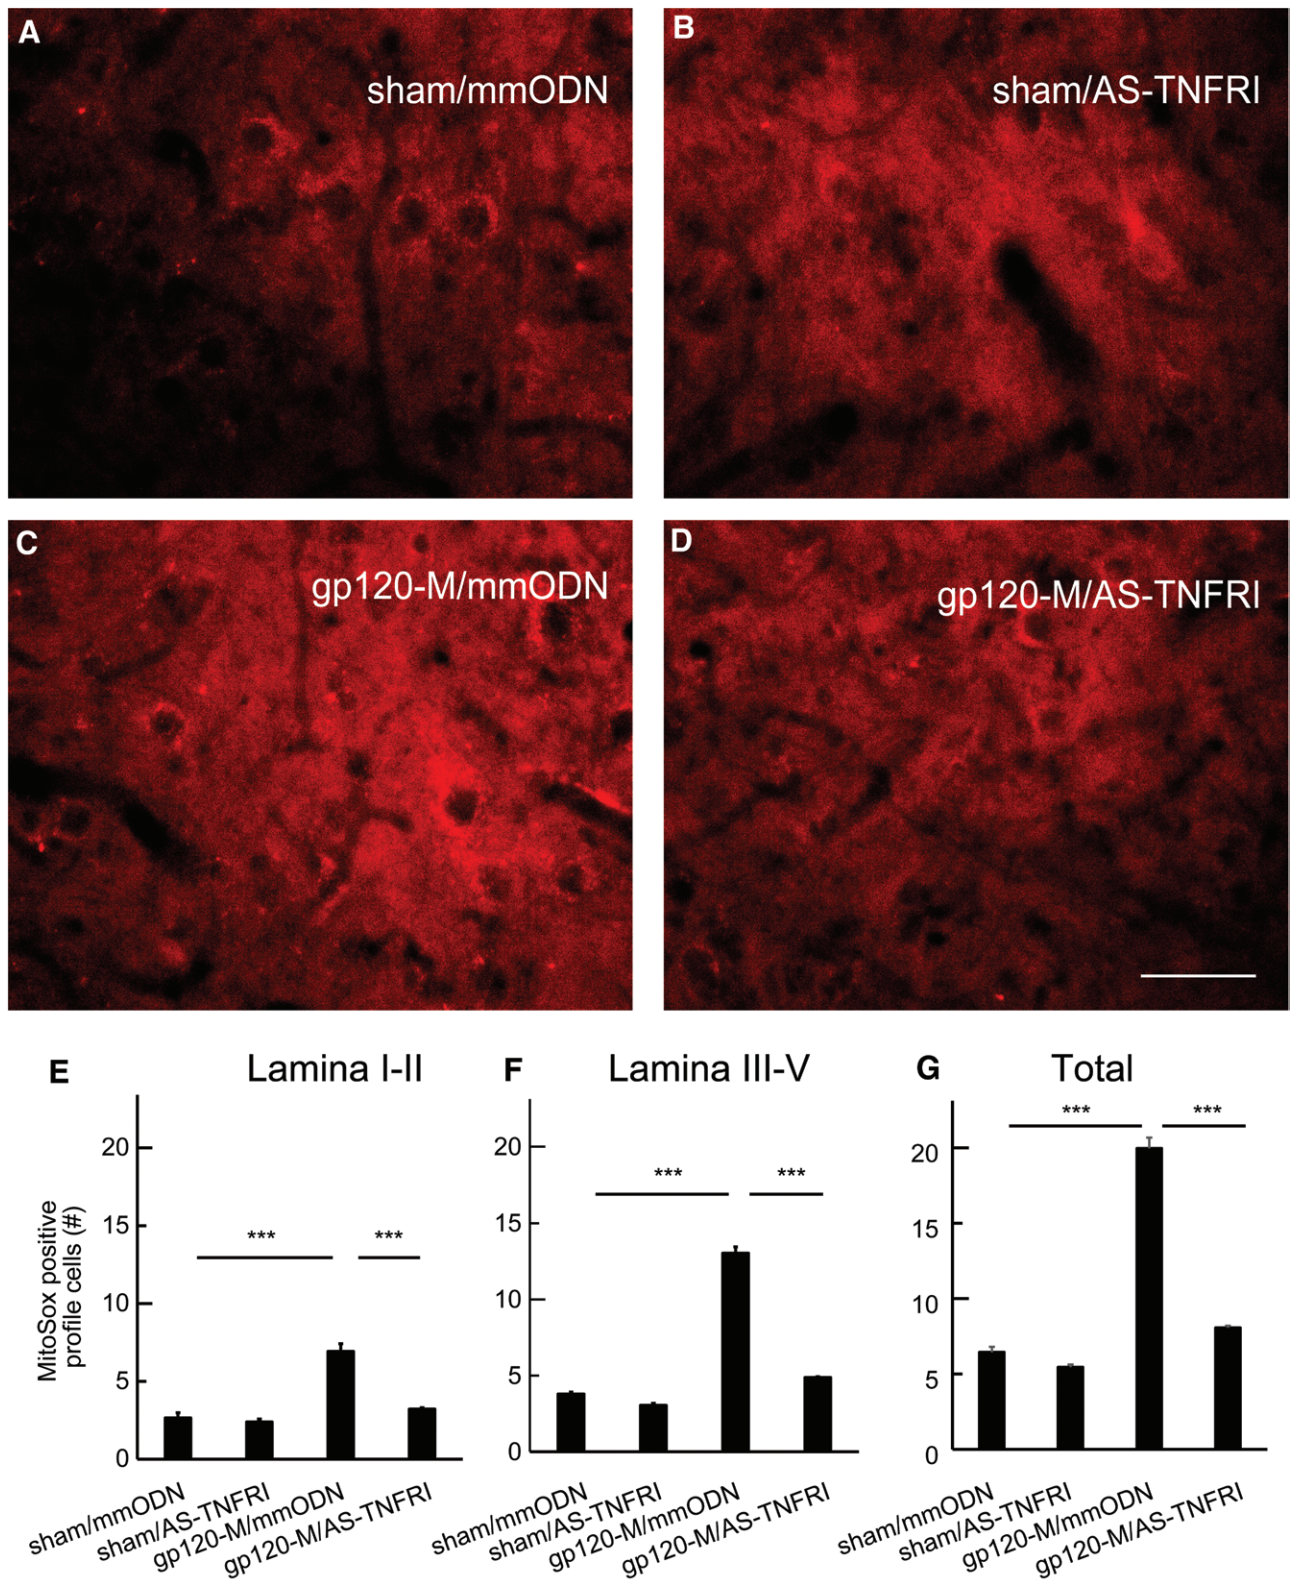 A
sham/mmODN
B
sham/AS-TNFRI
C
gp120-M/mmODN
D
gp120-M/AS-TNFRI
E
Lamina I-II
MitoSox positive
profile cells (#)
20
15
10
5
0
***
***
sham/mmODN
sham/AS-TNFRI
gp120-M/mmODN
gp120-M/AS-TNFRI
F
Lamina III-V
20
15
10
5
0
***
***
sham/mmODN
sham/AS-TNFRI
gp120-M/mmODN
gp120-M/AS-TNFRI
G
Total
20
15
10
5
0
***
***
sham/mmODN
sham/AS-TNFRI
gp120-M/mmODN
gp120-M/AS-TNFRI